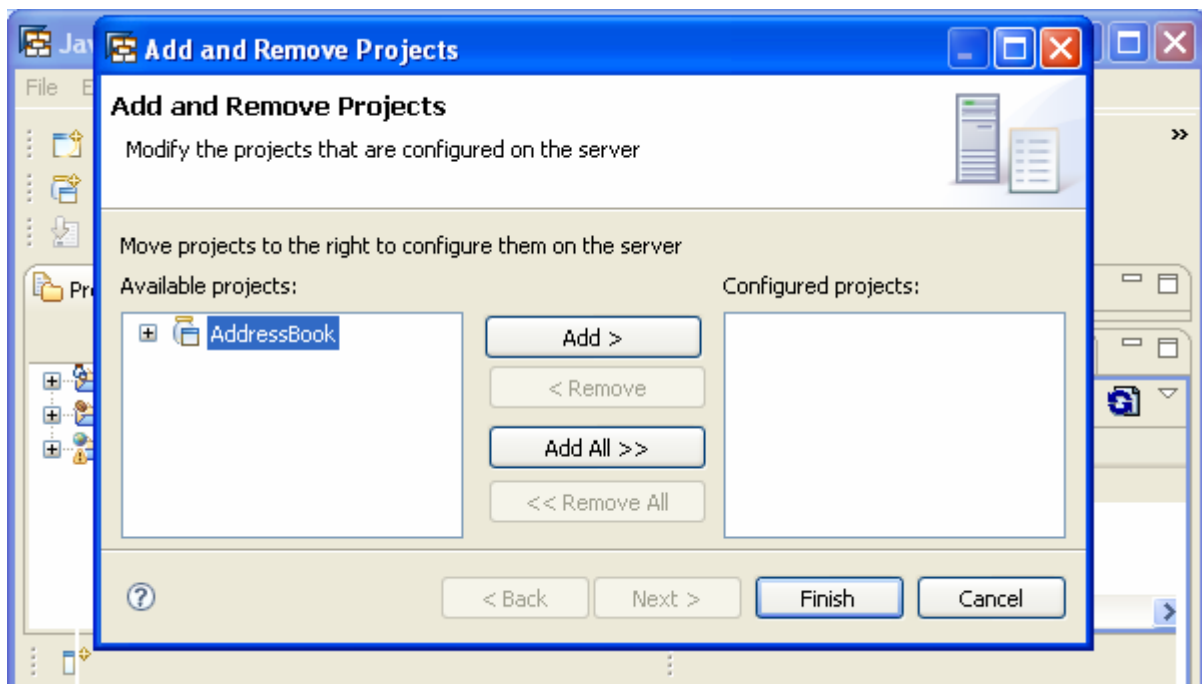 Jav
Add and Remove Projects
File E
Add and Remove Projects
Modify the projects that are configured on the server
»
Move projects to the right to configure them on the server
Pr
Available projects:
Configured projects:
AddressBook
Add >
< Remove
Add All >>
<< Remove All
?
< Back
Next >
Finish
Cancel